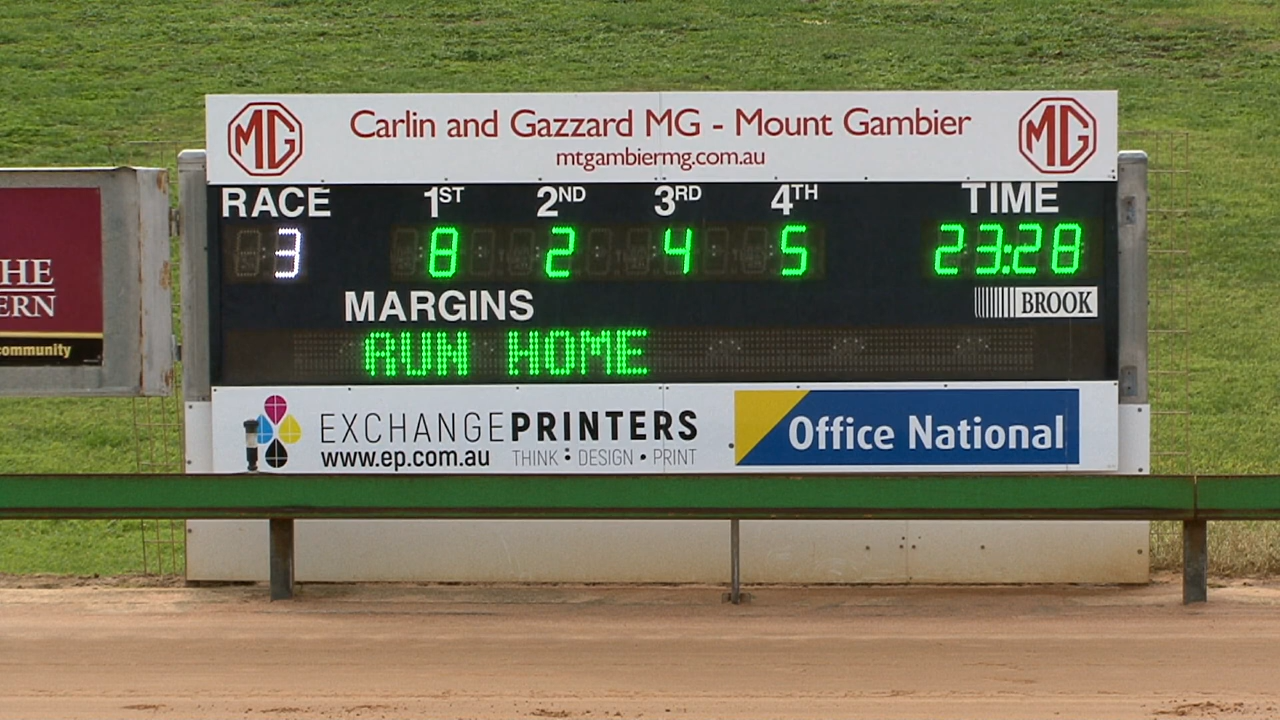 MG
Carlin and Gazzard MG - Mount Gambier
MG
mtgambiermg.com.au
RACE 1ST 2ND 3RD 4TH TIME
3 8 2 4 5 23:28
MARGINS
BROOK
RUN HOME
HE
ERN
ommunity
EXCHANGEPRINTERS
www.ep.com.au THINK • DESIGN • PRINT
Office National